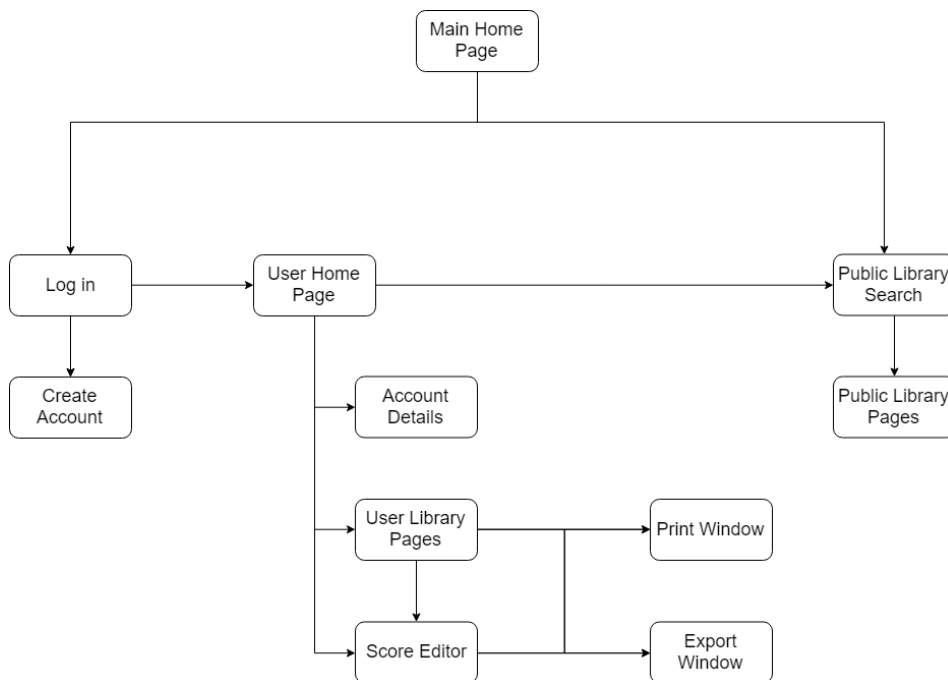 Main Home
Page
Log in
User Home
Page
Public Library
Search
Create
Account
Account
Details
Public Library
Pages
User Library
Pages
Print Window
Score Editor
Export
Window